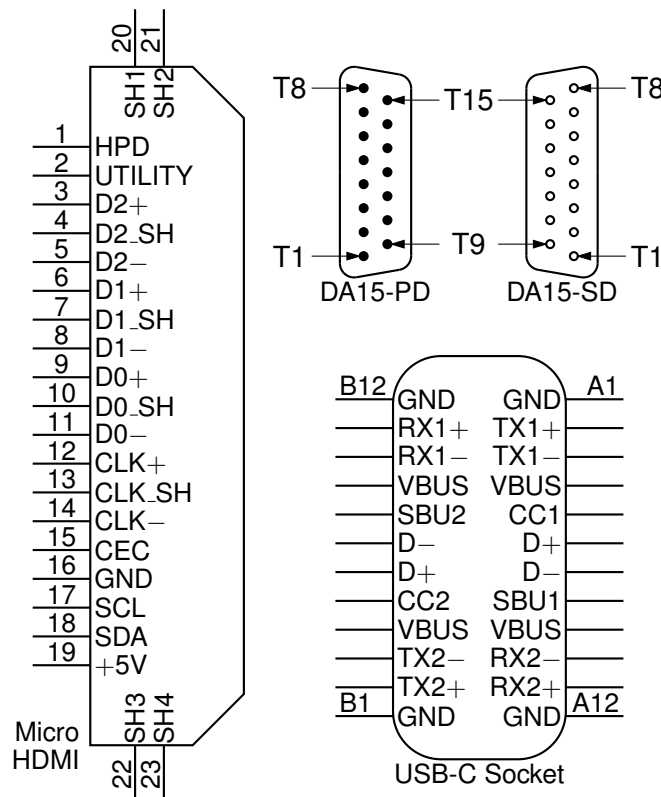 20 21
SH1 SH2
1 HPD
2 UTILITY
3 D2+
4 D2_SH
5 D2−
6 D1+
7 D1_SH
8 D1−
9 D0+
10 D0_SH
11 D0−
12 CLK+
13 CLK_SH
14 CLK−
15 CEC
16 GND
17 SCL
18 SDA
19 +5V
SH3 SH4
22 23
Micro
HDMI
T8 T15 T8
T1 T9 T1
DA15-PD DA15-SD
B12 GND GND A1
RX1+ TX1+
RX1− TX1−
VBUS VBUS
SBU2 CC1
D− D+
D+ D−
CC2 SBU1
VBUS VBUS
TX2− RX2−
TX2+ RX2+
B1 GND GND A12
USB-C Socket